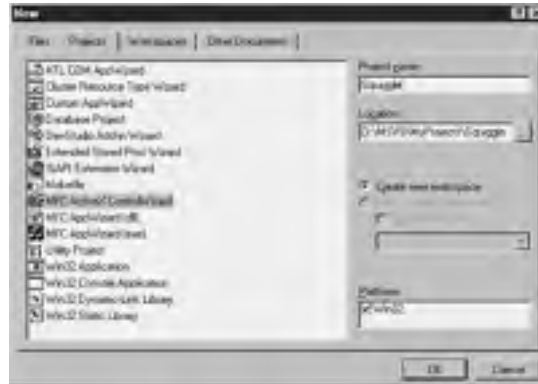 New
Files Projects Workspaces Other Documents
ATL COM AppWizard
Cluster Resource Type Wizard
Custom AppWizard
Database Project
DevStudio Add-in Wizard
Extended Stored Proc Wizard
ISAPI Extension Wizard
Makefile
MFC ActiveX ControlWizard
MFC AppWizard (dll)
MFC AppWizard (exe)
Utility Project
Win32 Application
Win32 Console Application
Win32 Dynamic-Link Library
Win32 Static Library
Project name:
Squiggle
Location:
Create new workspace
Platforms:
Win32
OK Cancel